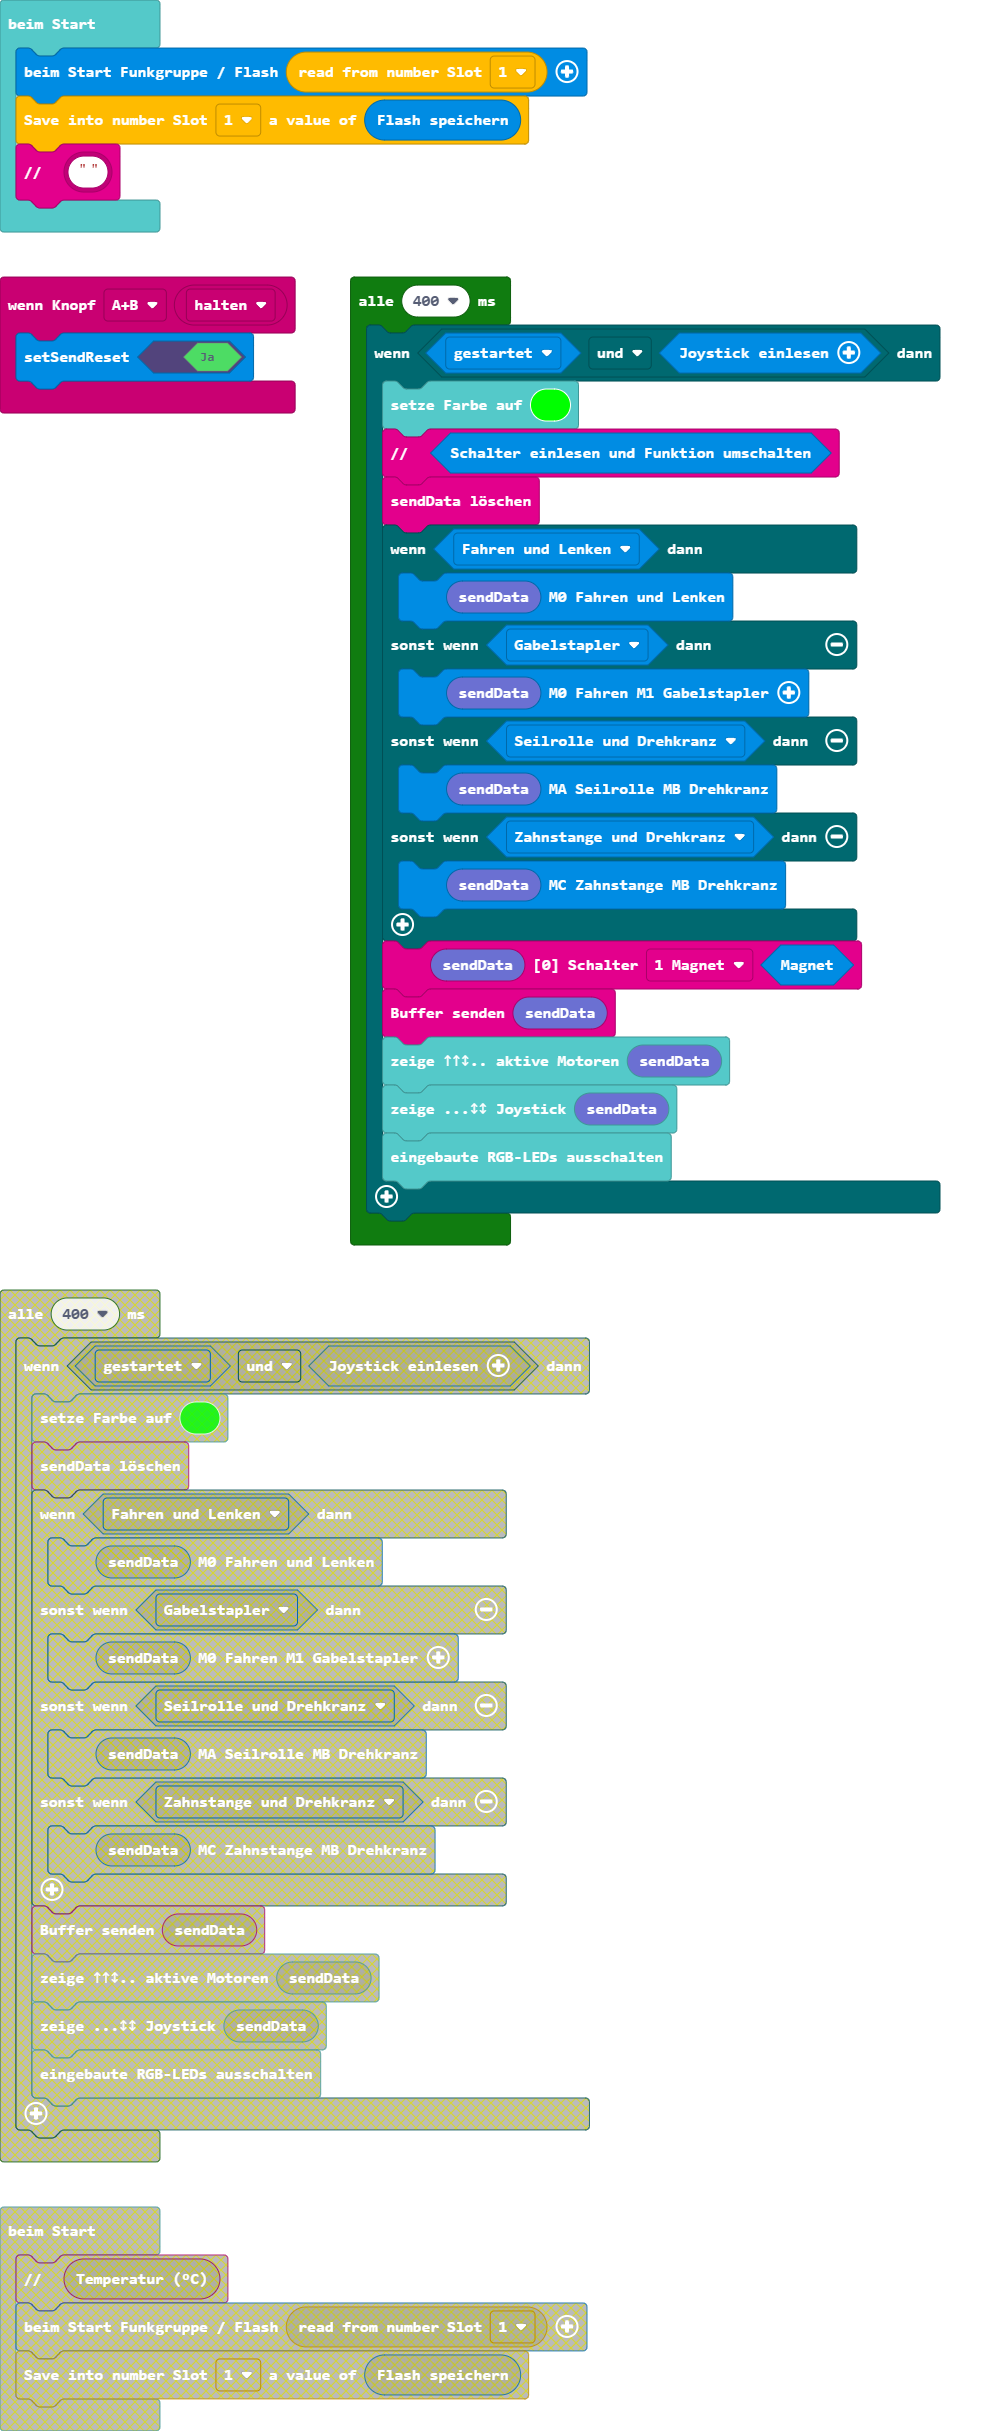 beim Start
beim Start Funkgruppe / Flash read from number Slot 1
Save into number Slot 1 a value of Flash speichern
// " "
wenn Knopf A+B halten
setSendReset Ja
alle 400 ms
wenn gestartet und Joystick einlesen dann
setze Farbe auf
// Schalter einlesen und Funktion umschalten
sendData löschen
wenn Fahren und Lenken dann
sendData M0 Fahren und Lenken
sonst wenn Gabelstapler dann
sendData M0 Fahren M1 Gabelstapler
sonst wenn Seilrolle und Drehkranz dann
sendData MA Seilrolle MB Drehkranz
sonst wenn Zahnstange und Drehkranz dann
sendData MC Zahnstange MB Drehkranz
sendData [0] Schalter 1 Magnet Magnet
Buffer senden sendData
zeige ↑↑↕.. aktive Motoren sendData
zeige ...↕↕ Joystick sendData
eingebaute RGB-LEDs ausschalten
alle 400 ms
wenn gestartet und Joystick einlesen dann
setze Farbe auf
sendData löschen
wenn Fahren und Lenken dann
sendData M0 Fahren und Lenken
sonst wenn Gabelstapler dann
sendData M0 Fahren M1 Gabelstapler
sonst wenn Seilrolle und Drehkranz dann
sendData MA Seilrolle MB Drehkranz
sonst wenn Zahnstange und Drehkranz dann
sendData MC Zahnstange MB Drehkranz
Buffer senden sendData
zeige ↑↑↕.. aktive Motoren sendData
zeige ...↕↕ Joystick sendData
eingebaute RGB-LEDs ausschalten
beim Start
// Temperatur (°C)
beim Start Funkgruppe / Flash read from number Slot 1
Save into number Slot 1 a value of Flash speichern